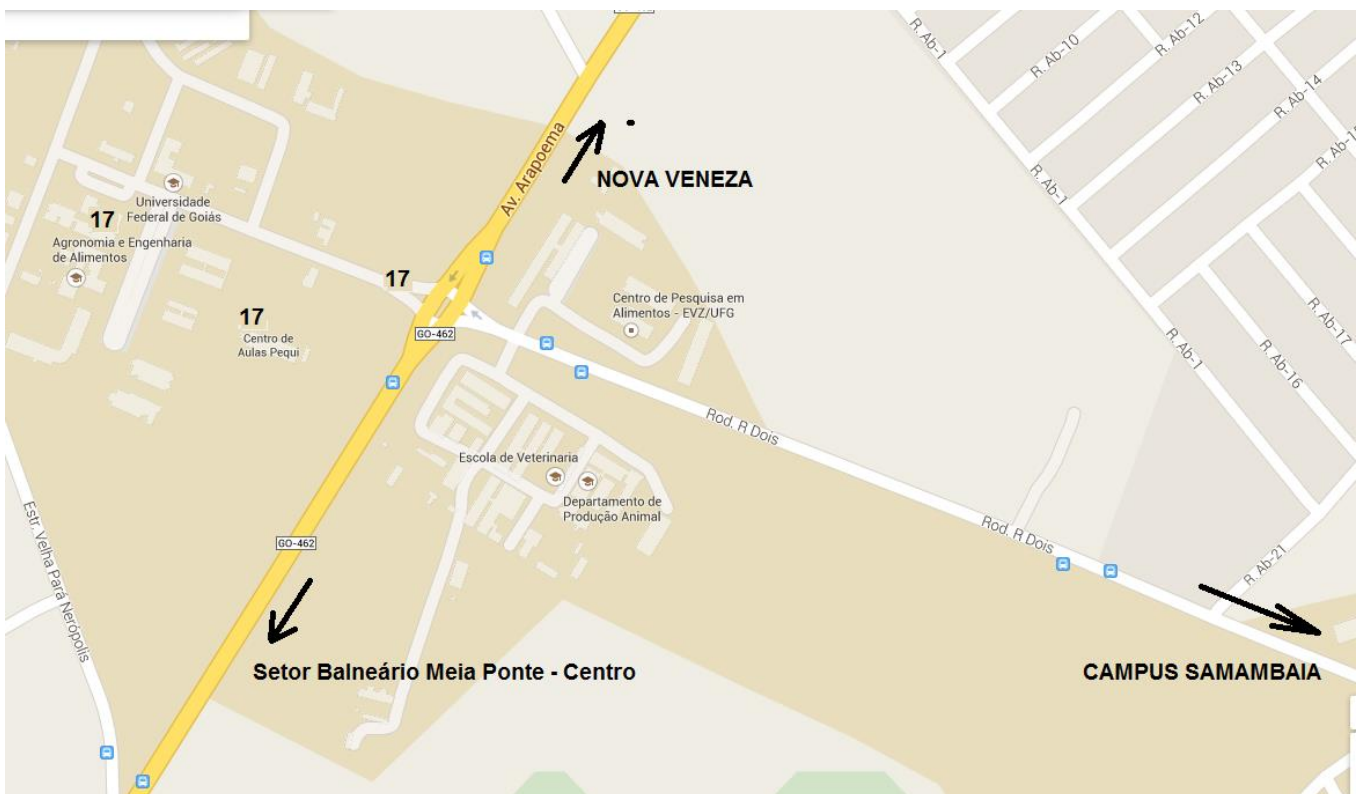 R. Ab-1
R. Ab-10
R. Ab-12
R. Ab-13
R. Ab-14
R. Ab-1
Av. Arapoema
NOVA VENEZA
R. Ab-1
Universidade
Federal de Goiás
17
Agronomia e Engenharia
de Alimentos
17
17
Centro de
Aulas Pequi
GO-462
Centro de Pesquisa em
Alimentos - EVZ/UFG
R. Ab-17
R. Ab-1
R. Ab-16
Rod. R Dois
Escola de Veterinaria
Departamento de
Produção Animal
Estr. Velha Pará Nerópolis
GO-462
Rod. R Dois
R. Ab-21
Setor Balneário Meia Ponte - Centro
CAMPUS SAMAMBAIA